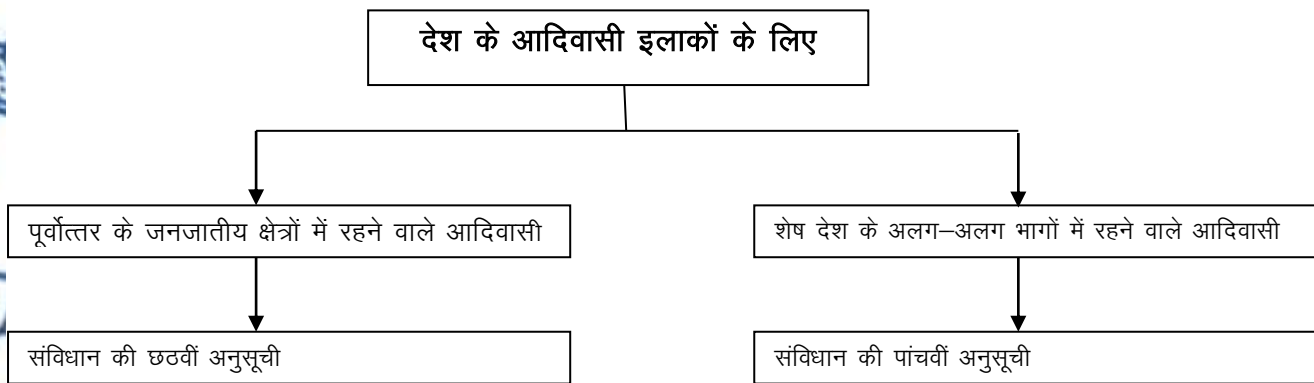 देश के आदिवासी इलाकों के लिए
पूर्वोत्तर के जनजातीय क्षेत्रों में रहने वाले आदिवासी
शेष देश के अलग–अलग भागों में रहने वाले आदिवासी
संविधान की छठवीं अनुसूची
संविधान की पांचवीं अनुसूची